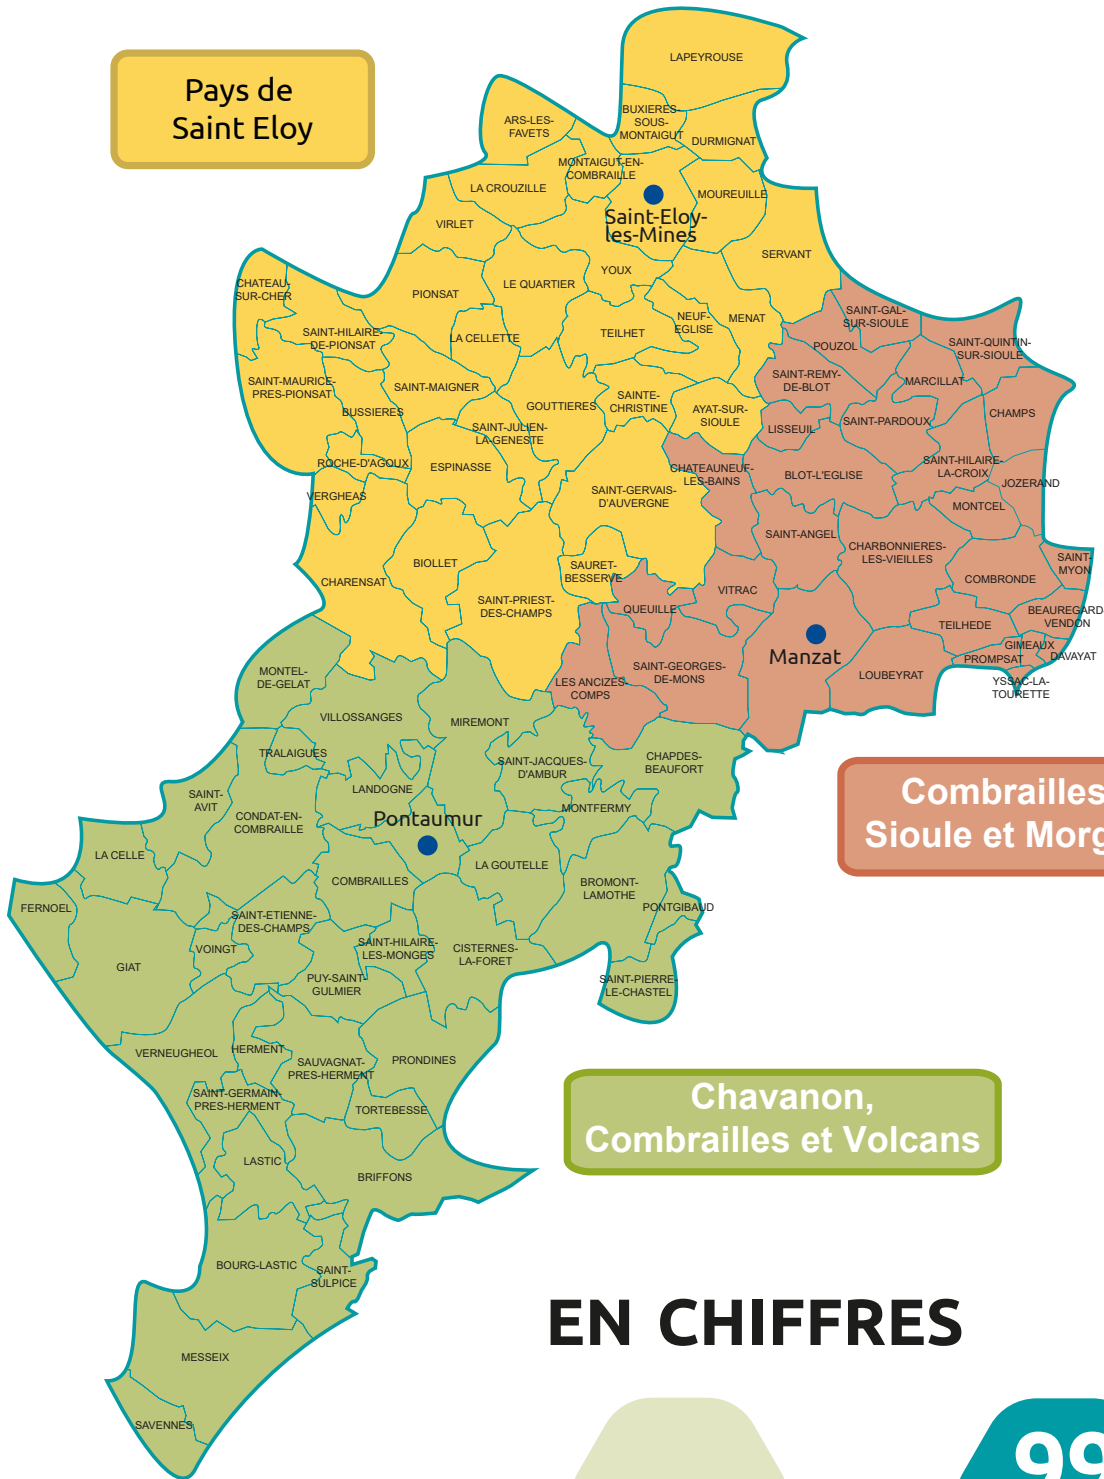 Pays de
Saint Eloy
LAPEYROUSE
ARS-LES-
FAVETS
BUXIERES-
SOUS-
MONTAIGUT
DURMIGNAT
MONTAIGUT-EN-
COMBRAILLE
LA CROUZILLE
MOUREUILLE
Saint-Eloy-
les-Mines
VIRLET
SERVANT
YOUX
LE QUARTIER
CHATEAU-
SUR-CHER
PIONSAT
SAINT-HILAIRE-
DE-PIONSAT
LA CELLETTE
TEILHET
NEUF-
EGLISE
MENAT
SAINT-GAL-
SUR-SIOULE
POUZOL
SAINT-QUINTIN-
SUR-SIOULE
SAINT-MAURICE-
PRES-PIONSAT
SAINT-MAIGNER
SAINT-REMY-
DE-BLOT
MARCILLAT
BUSSIERES
GOUTTIERES
SAINTE-
CHRISTINE
AYAT-SUR-
SIOULE
CHAMPS
SAINT-JULIEN-
LA-GENESTE
LISSEUIL
SAINT-PARDOUX
ROCHE-D'AGOUX
ESPINASSE
CHATEAUNEUF-
LES-BAINS
BLOT-L'EGLISE
SAINT-HILAIRE-
LA-CROIX
JOZERAND
VERGHEAS
SAINT-GERVAIS-
D'AUVERGNE
MONTCEL
SAINT-ANGEL
CHARBONNIERES-
LES-VIEILLES
SAINT-
MYON
BIOLLET
SAURET-
BESSERVE
COMBRONDE
CHARENSAT
SAINT-PRIEST-
DES-CHAMPS
VITRAC
QUEUILLE
BEAUREGARD-
VENDON
TEILHEDE
GIMEAUX
DAVAYAT
PROMPSAT
Manzat
SAINT-GEORGES-
DE-MONS
LOUBEYRAT
YSSAC-LA-
TOURETTE
LES ANCIZES-
COMPS
MONTEL-
DE-GELAT
VILLOSSANGES
MIREMONT
TRALAIGUES
SAINT-JACQUES-
D'AMBUR
CHAPDES-
BEAUFORT
LANDOGNE
SAINT-
AVIT
MONTFERMY
CONDAT-EN-
COMBRAILLE
Pontaumur
Combrailles
Sioule et Morg
LA CELLE
LA GOUTELLE
COMBRAILLES
BROMONT-
LAMOTHE
FERNOEL
PONTGIBAUD
SAINT-ETIENNE-
DES-CHAMPS
VOINGT
SAINT-HILAIRE-
LES-MONGES
CISTERNES-
LA-FORET
GIAT
PUY-SAINT-
GULMIER
SAINT-PIERRE-
LE-CHASTEL
VERNEUGHEOL
HERMENT
SAUVAGNAT-
PRES-HERMENT
PRONDINES
SAINT-GERMAIN-
PRES-HERMENT
TORTEBESSE
Chavanon,
Combrailles et Volcans
LASTIC
BRIFFONS
BOURG-LASTIC
SAINT-
SULPICE
EN CHIFFRES
MESSEIX
SAVENNES
99